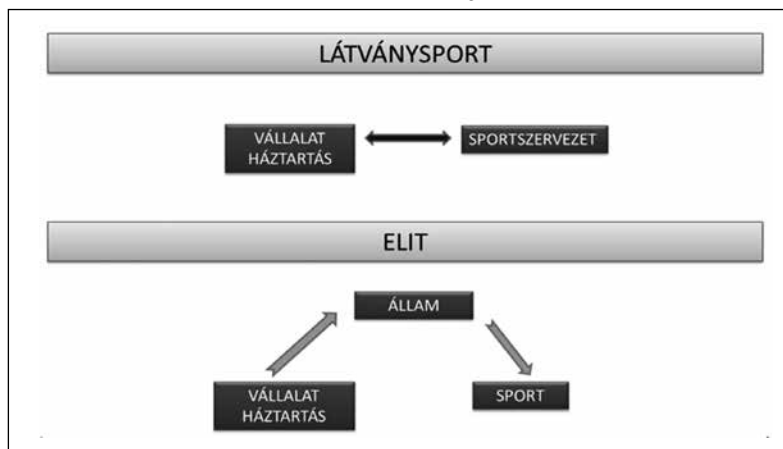 LÁTVÁNYSPORT
VÁLLALAT
HÁZTARTÁS
SPORTSZERVEZET
ELIT
ÁLLAM
VÁLLALAT
HÁZTARTÁS
SPORT